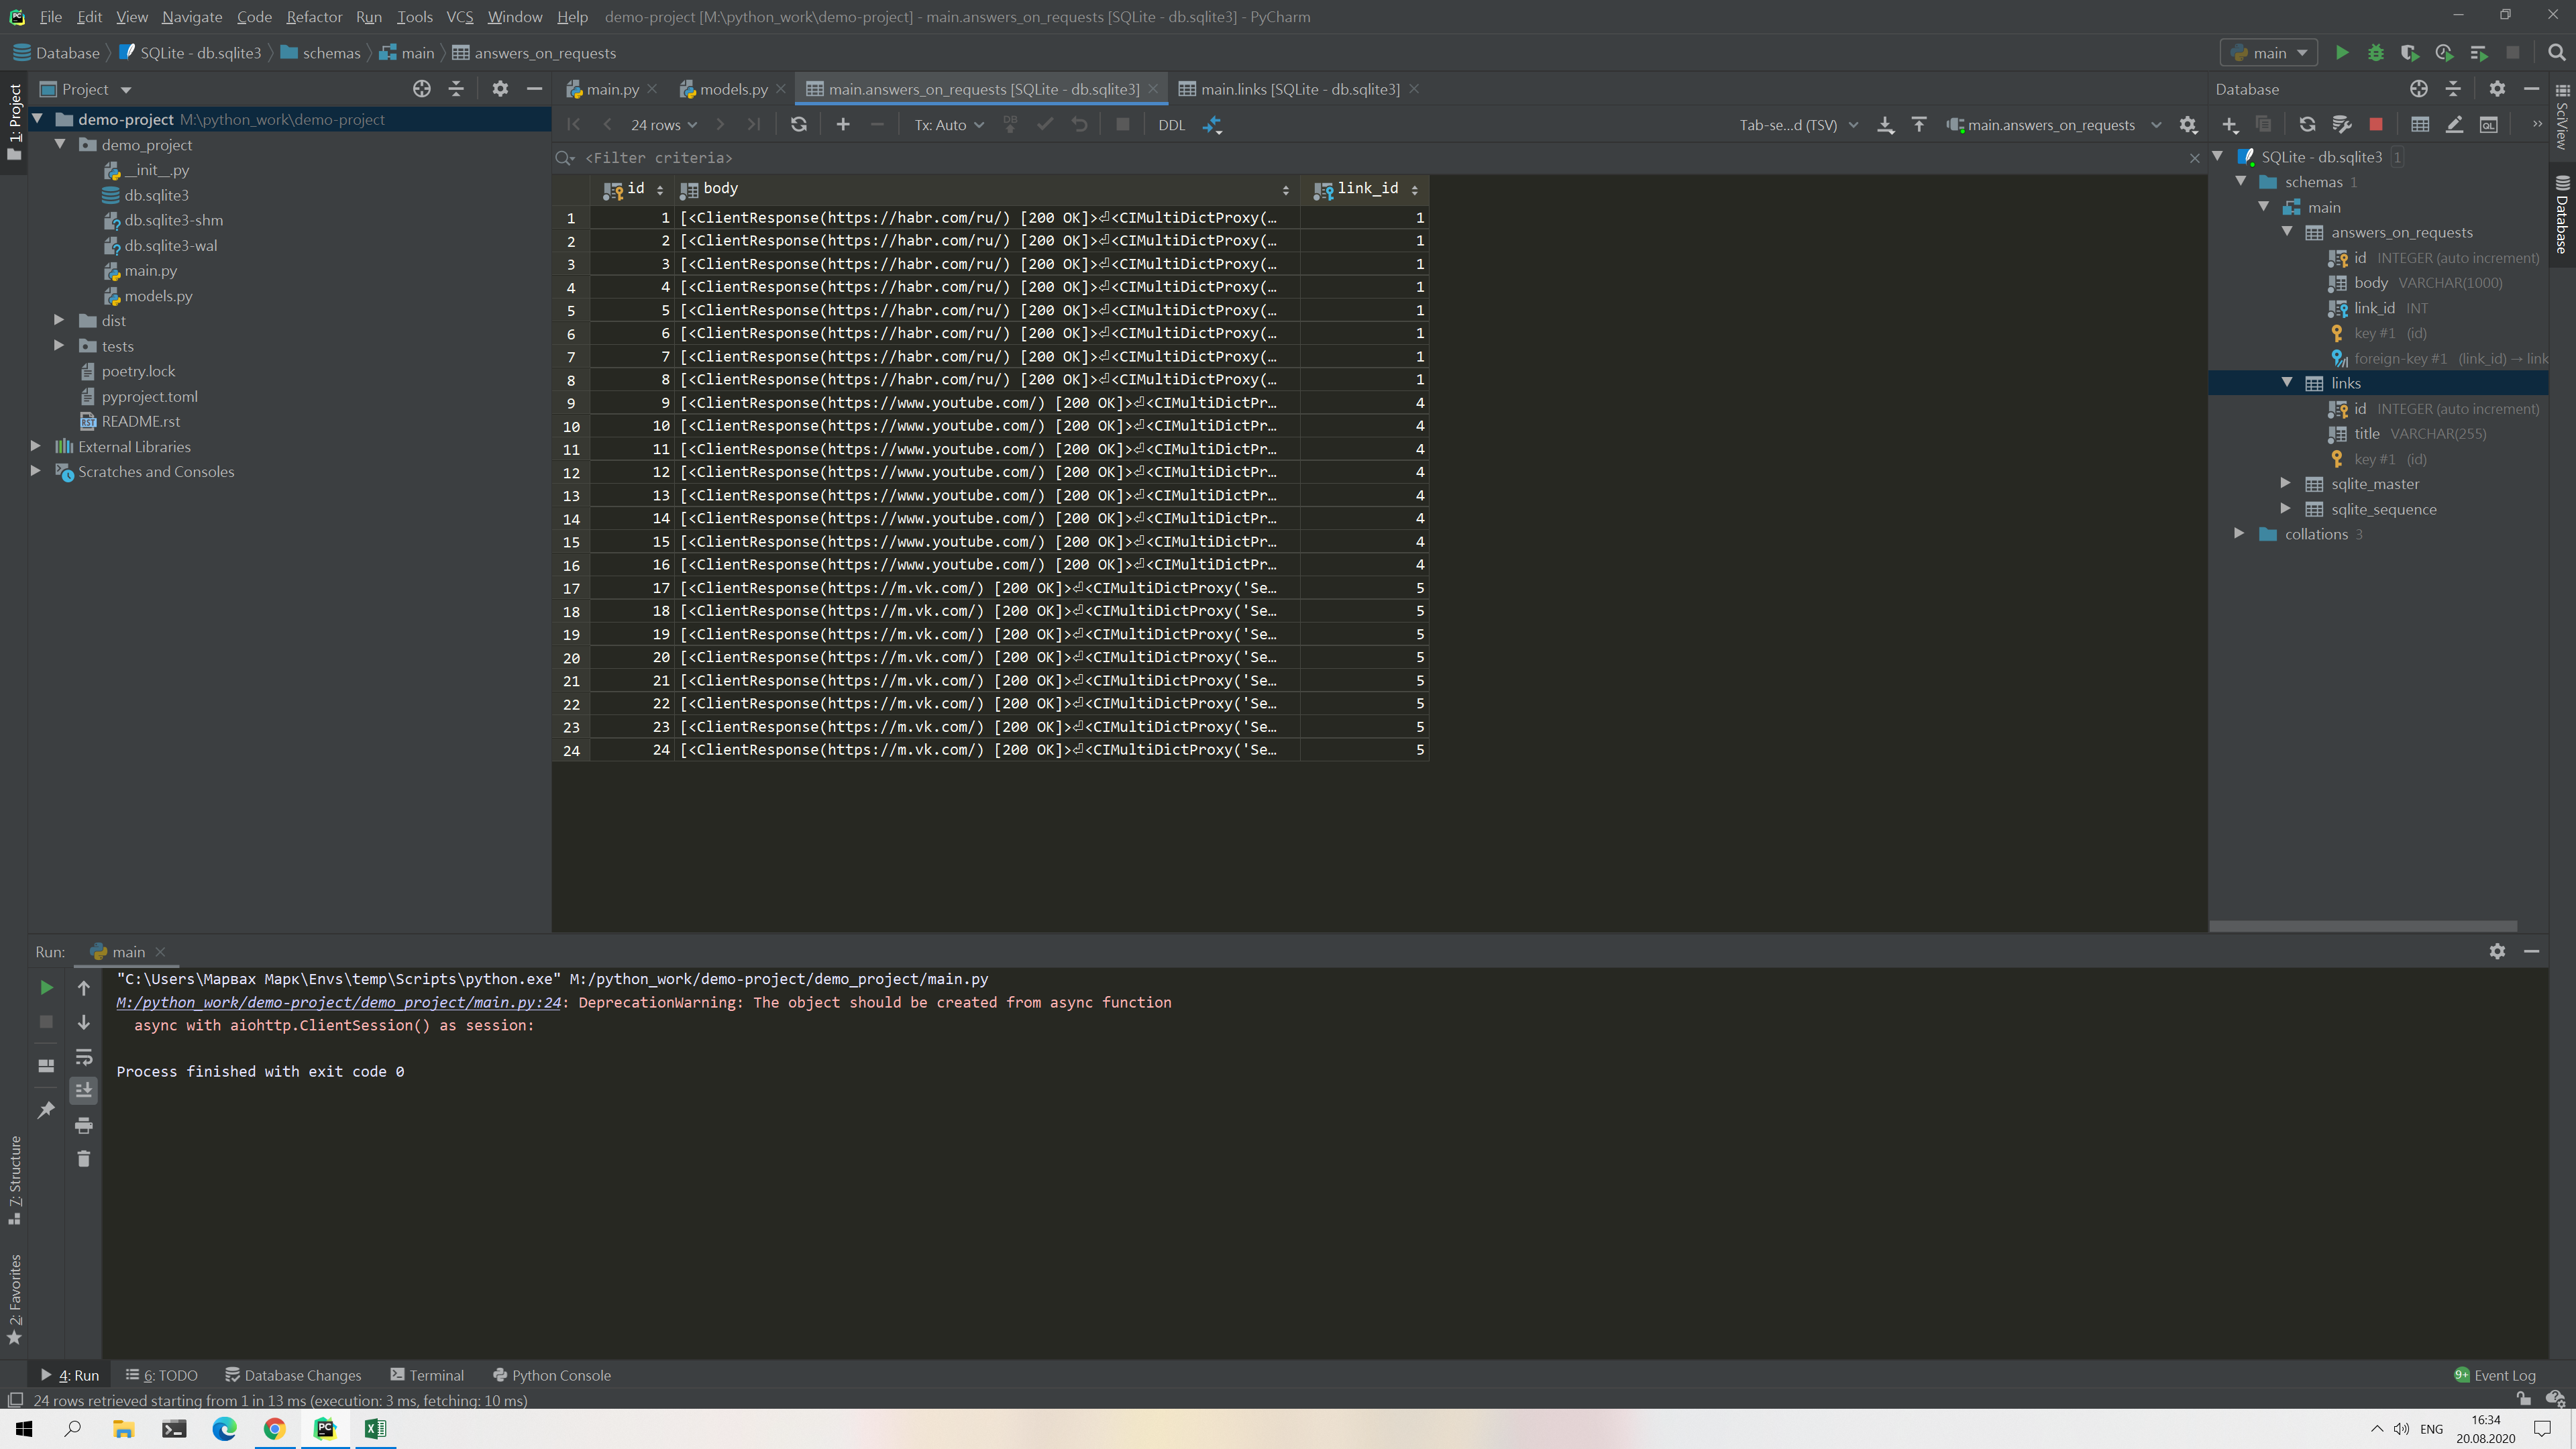 File Edit View Navigate Code Refactor Run Tools VCS Window Help demo-project [M:\python_work\demo-project] - main.answers_on_requests [SQLite - db.sqlite3] - PyCharm
Database SQLite - db.sqlite3 schemas main answers_on_requests
main
1: Project
Project
demo-project M:\python_work\demo-project
demo_project
__init__.py
db.sqlite3
db.sqlite3-shm
db.sqlite3-wal
main.py
models.py
dist
tests
poetry.lock
pyproject.toml
README.rst
External Libraries
Scratches and Consoles
main.py models.py main.answers_on_requests [SQLite - db.sqlite3] main.links [SQLite - db.sqlite3]
24 rows Tx: Auto DB DDL Tab-se...d (TSV) main.answers_on_requests
<Filter criteria>
id body link_id
1 1 [<ClientResponse(https://habr.com/ru/) [200 OK]>⏎<CIMultiDictProxy(… 1
2 2 [<ClientResponse(https://habr.com/ru/) [200 OK]>⏎<CIMultiDictProxy(… 1
3 3 [<ClientResponse(https://habr.com/ru/) [200 OK]>⏎<CIMultiDictProxy(… 1
4 4 [<ClientResponse(https://habr.com/ru/) [200 OK]>⏎<CIMultiDictProxy(… 1
5 5 [<ClientResponse(https://habr.com/ru/) [200 OK]>⏎<CIMultiDictProxy(… 1
6 6 [<ClientResponse(https://habr.com/ru/) [200 OK]>⏎<CIMultiDictProxy(… 1
7 7 [<ClientResponse(https://habr.com/ru/) [200 OK]>⏎<CIMultiDictProxy(… 1
8 8 [<ClientResponse(https://habr.com/ru/) [200 OK]>⏎<CIMultiDictProxy(… 1
9 9 [<ClientResponse(https://www.youtube.com/) [200 OK]>⏎<CIMultiDictPr… 4
10 10 [<ClientResponse(https://www.youtube.com/) [200 OK]>⏎<CIMultiDictPr… 4
11 11 [<ClientResponse(https://www.youtube.com/) [200 OK]>⏎<CIMultiDictPr… 4
12 12 [<ClientResponse(https://www.youtube.com/) [200 OK]>⏎<CIMultiDictPr… 4
13 13 [<ClientResponse(https://www.youtube.com/) [200 OK]>⏎<CIMultiDictPr… 4
14 14 [<ClientResponse(https://www.youtube.com/) [200 OK]>⏎<CIMultiDictPr… 4
15 15 [<ClientResponse(https://www.youtube.com/) [200 OK]>⏎<CIMultiDictPr… 4
16 16 [<ClientResponse(https://www.youtube.com/) [200 OK]>⏎<CIMultiDictPr… 4
17 17 [<ClientResponse(https://m.vk.com/) [200 OK]>⏎<CIMultiDictProxy('Se… 5
18 18 [<ClientResponse(https://m.vk.com/) [200 OK]>⏎<CIMultiDictProxy('Se… 5
19 19 [<ClientResponse(https://m.vk.com/) [200 OK]>⏎<CIMultiDictProxy('Se… 5
20 20 [<ClientResponse(https://m.vk.com/) [200 OK]>⏎<CIMultiDictProxy('Se… 5
21 21 [<ClientResponse(https://m.vk.com/) [200 OK]>⏎<CIMultiDictProxy('Se… 5
22 22 [<ClientResponse(https://m.vk.com/) [200 OK]>⏎<CIMultiDictProxy('Se… 5
23 23 [<ClientResponse(https://m.vk.com/) [200 OK]>⏎<CIMultiDictProxy('Se… 5
24 24 [<ClientResponse(https://m.vk.com/) [200 OK]>⏎<CIMultiDictProxy('Se… 5
Database
QL
SQLite - db.sqlite3 1
schemas 1
main
answers_on_requests
id INTEGER (auto increment)
body VARCHAR(1000)
link_id INT
key #1 (id)
foreign-key #1 (link_id) → link
links
id INTEGER (auto increment)
title VARCHAR(255)
key #1 (id)
sqlite_master
sqlite_sequence
collations 3
SciView
Database
Run: main
"C:\Users\Марвах Марк\Envs\temp\Scripts\python.exe" M:/python_work/demo-project/demo_project/main.py
M:/python_work/demo-project/demo_project/main.py:24: DeprecationWarning: The object should be created from async function
async with aiohttp.ClientSession() as session:
Process finished with exit code 0
7: Structure
2: Favorites
4: Run 6: TODO Database Changes Terminal Python Console 9+ Event Log
24 rows retrieved starting from 1 in 13 ms (execution: 3 ms, fetching: 10 ms)
ENG 16:34
20.08.2020